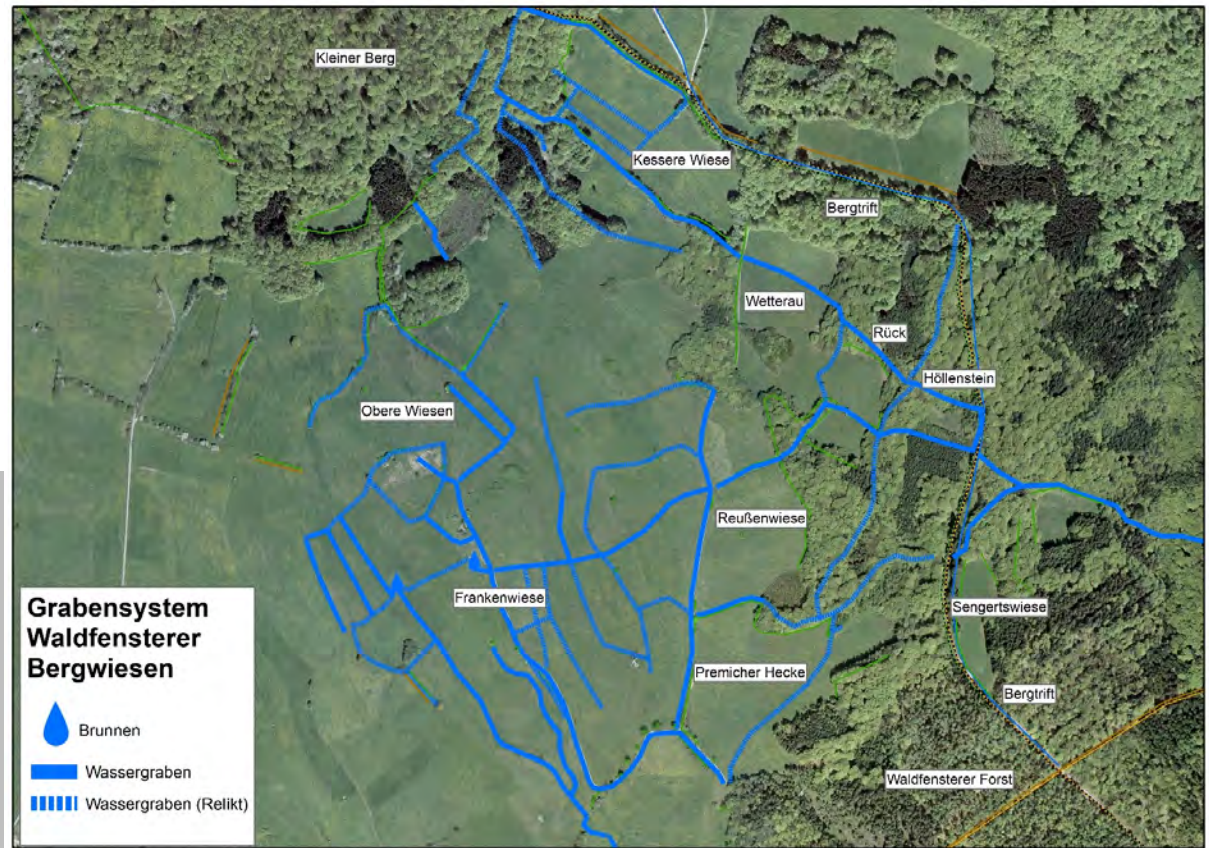 Kleiner Berg
Kessere Wiese
Bergtrift
Wetterau
Rück
Höllenstein
Obere Wiesen
Reußenwiese
Frankenwiese
Sengertswiese
Premicher Hecke
Bergtrift
Waldfensterer Forst
Grabensystem
Waldfensterer
Bergwiesen
Brunnen
Wassergraben
Wassergraben (Relikt)